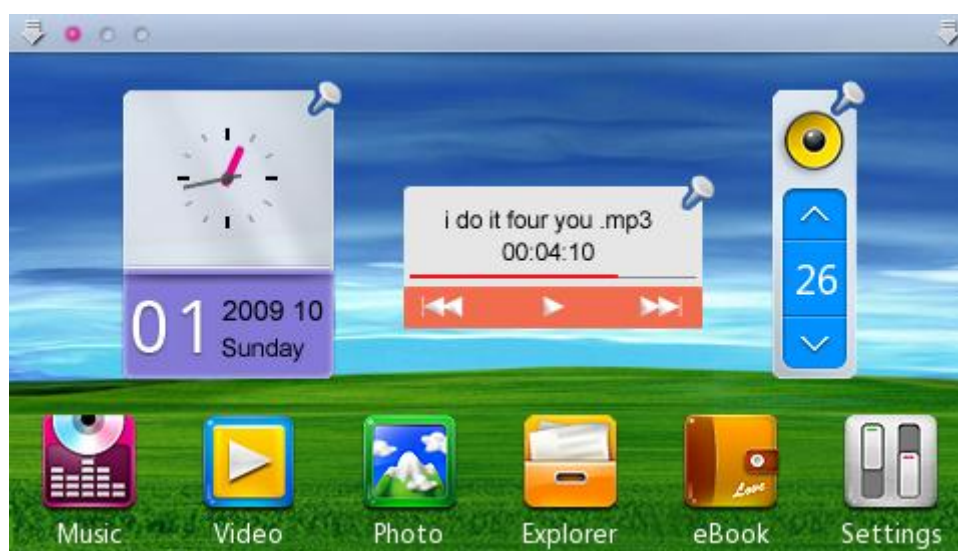 i do it four you .mp3
00:04:10
26
01
2009 10
Sunday
Love
Music
Video
Photo
Explorer
eBook
Settings